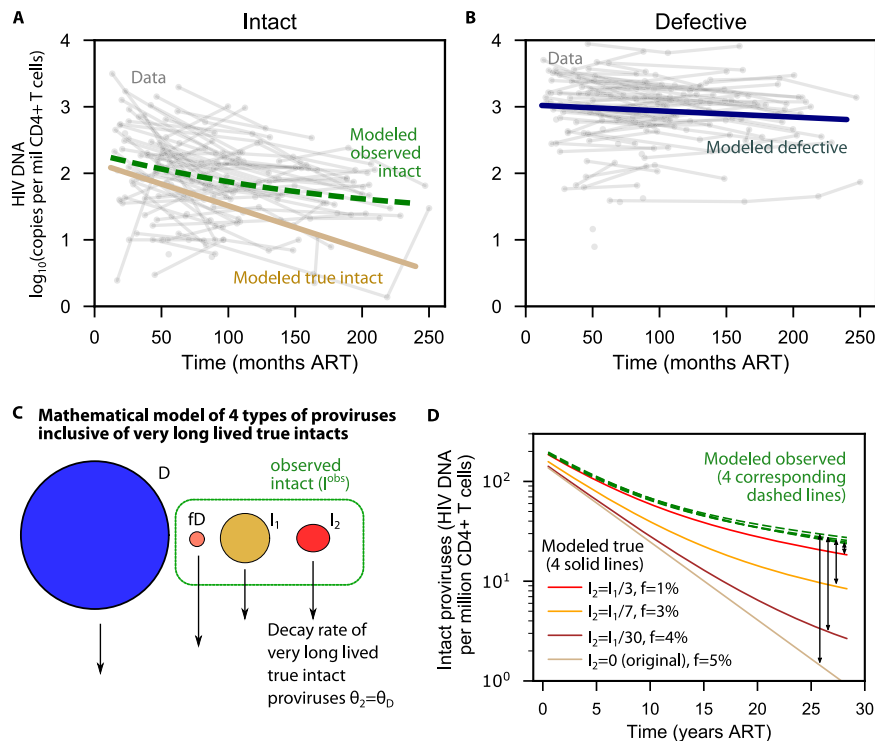 A
Intact
HIV DNA
log₁₀(copies per mil CD4+ T cells)
4
3
2
1
0
0
50
100
150
200
250
Time (months ART)
Data
Modeled
observed
intact
Modeled true intact
B
Defective
4
3
2
1
0
0
50
100
150
200
250
Time (months ART)
Data
Modeled defective
C
Mathematical model of 4 types of proviruses
inclusive of very long lived true intacts
D
observed
intact (Iᵒᵇˢ)
fD
I₁
I₂
Decay rate of
very long lived
true intact
proviruses θ₂=θ_D
D
Intact proviruses (HIV DNA
per million CD4+ T cells)
10²
10¹
10⁰
0
5
10
15
20
25
30
Time (years ART)
Modeled observed
(4 corresponding
dashed lines)
Modeled true
(4 solid lines)
I₂=I₁/3, f=1%
I₂=I₁/7, f=3%
I₂=I₁/30, f=4%
I₂=0 (original), f=5%